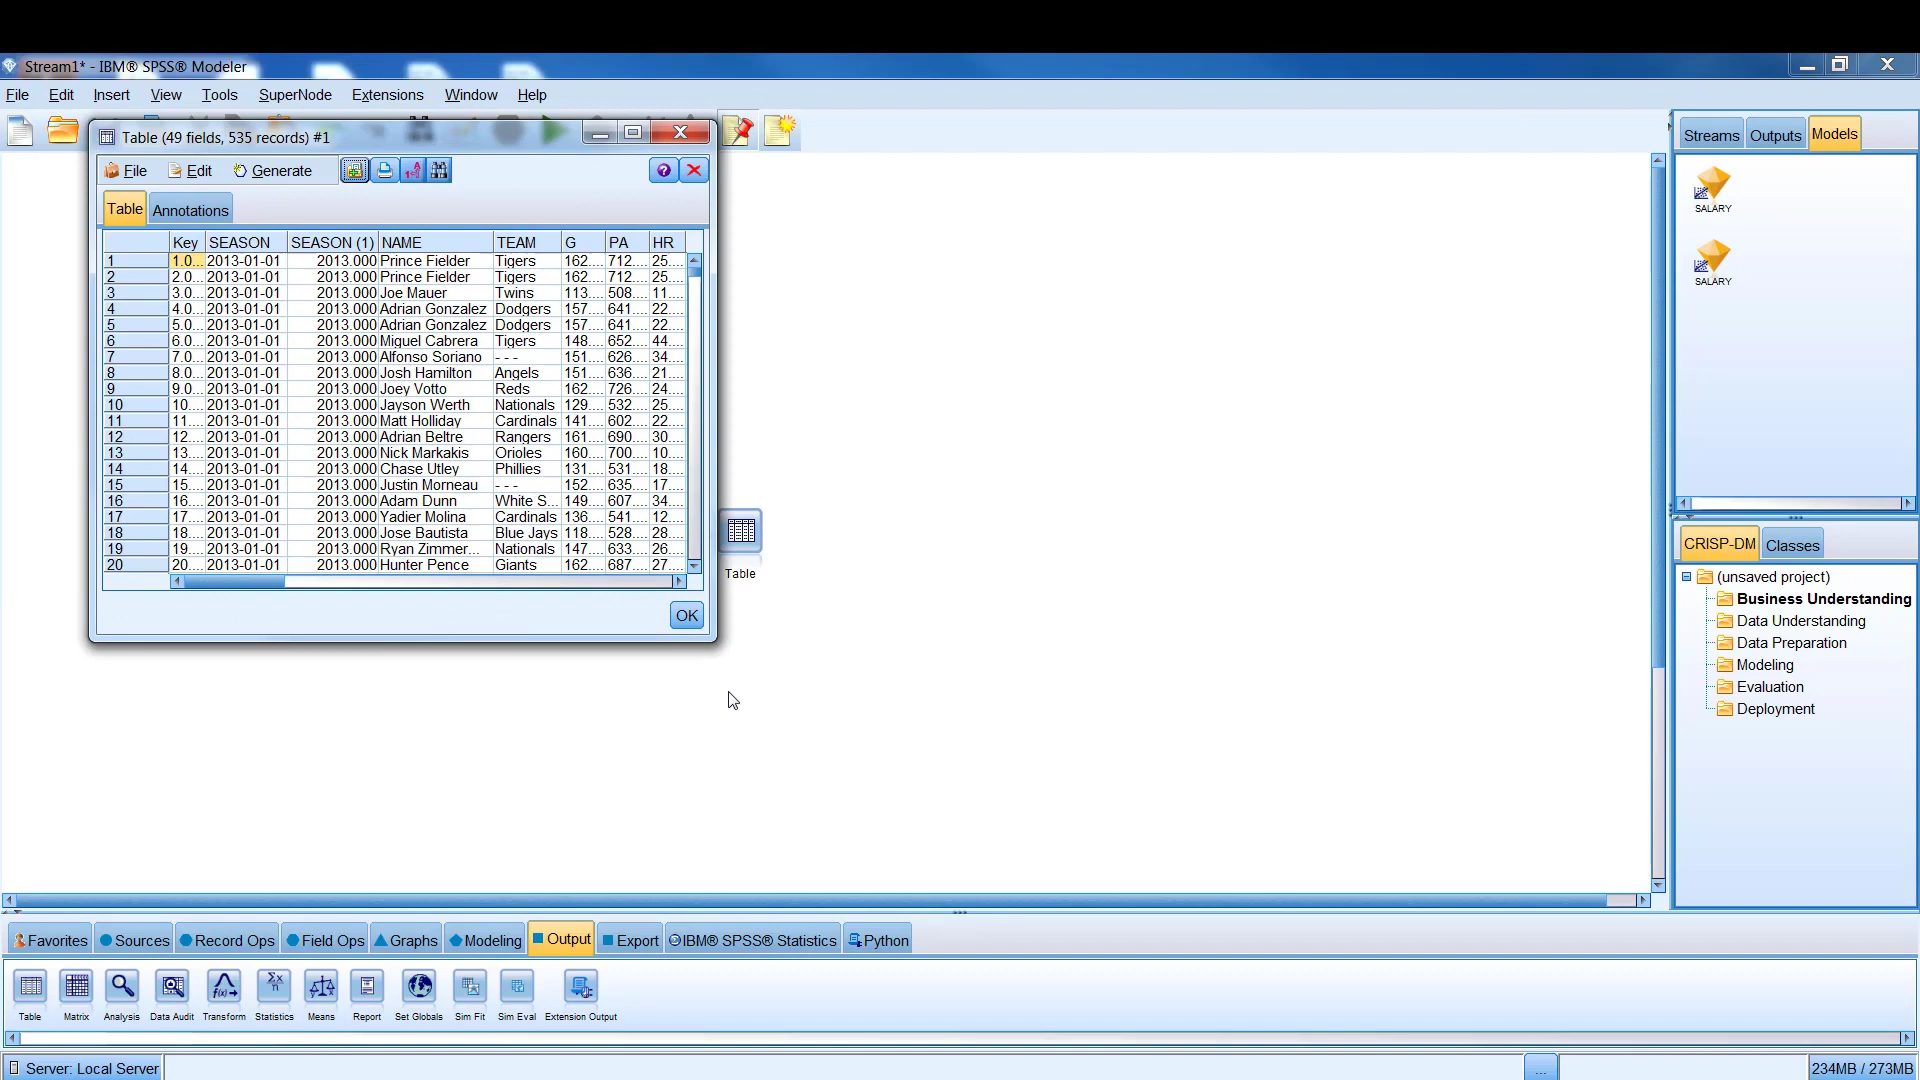 Stream1* - IBM® SPSS® Modeler
File Edit Insert View Tools SuperNode Extensions Window Help
Table (49 fields, 535 records) #1
File Edit Generate
Table Annotations
Key SEASON SEASON (1) NAME TEAM G PA HR
1 1.0... 2013-01-01 2013.000 Prince Fielder Tigers 162.... 712.... 25....
2 2.0... 2013-01-01 2013.000 Prince Fielder Tigers 162.... 712.... 25....
3 3.0... 2013-01-01 2013.000 Joe Mauer Twins 113.... 508.... 11....
4 4.0... 2013-01-01 2013.000 Adrian Gonzalez Dodgers 157.... 641.... 22....
5 5.0... 2013-01-01 2013.000 Adrian Gonzalez Dodgers 157.... 641.... 22....
6 6.0... 2013-01-01 2013.000 Miguel Cabrera Tigers 148.... 652.... 44....
7 7.0... 2013-01-01 2013.000 Alfonso Soriano - - - 151.... 626.... 34....
8 8.0... 2013-01-01 2013.000 Josh Hamilton Angels 151.... 636.... 21....
9 9.0... 2013-01-01 2013.000 Joey Votto Reds 162.... 726.... 24....
10 10.... 2013-01-01 2013.000 Jayson Werth Nationals 129.... 532.... 25....
11 11.... 2013-01-01 2013.000 Matt Holliday Cardinals 141.... 602.... 22....
12 12.... 2013-01-01 2013.000 Adrian Beltre Rangers 161.... 690.... 30....
13 13.... 2013-01-01 2013.000 Nick Markakis Orioles 160.... 700.... 10....
14 14.... 2013-01-01 2013.000 Chase Utley Phillies 131.... 531.... 18....
15 15.... 2013-01-01 2013.000 Justin Morneau - - - 152.... 635.... 17....
16 16.... 2013-01-01 2013.000 Adam Dunn White S... 149.... 607.... 34....
17 17.... 2013-01-01 2013.000 Yadier Molina Cardinals 136.... 541.... 12....
18 18.... 2013-01-01 2013.000 Jose Bautista Blue Jays 118.... 528.... 28....
19 19.... 2013-01-01 2013.000 Ryan Zimmer... Nationals 147.... 633.... 26....
20 20.... 2013-01-01 2013.000 Hunter Pence Giants 162.... 687.... 27....
OK
Table
Streams Outputs Models
SALARY
SALARY
CRISP-DM Classes
(unsaved project)
Business Understanding
Data Understanding
Data Preparation
Modeling
Evaluation
Deployment
Favorites Sources Record Ops Field Ops Graphs Modeling Output Export IBM® SPSS® Statistics Python
Table Matrix Analysis Data Audit Transform Statistics Means Report Set Globals Sim Fit Sim Eval Extension Output
Server: Local Server ... 234MB / 273MB